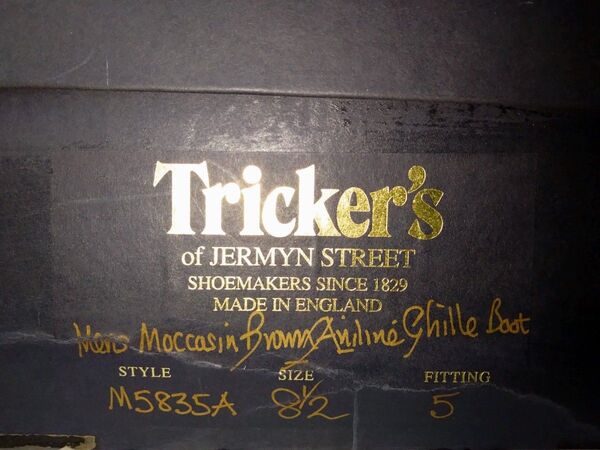 Tricker's
of JERMYN STREET
SHOEMAKERS SINCE 1829
MADE IN ENGLAND
Mens Moccasin Brown Aniline Ghille Boot
STYLE SIZE FITTING
M5835A 8½ 5